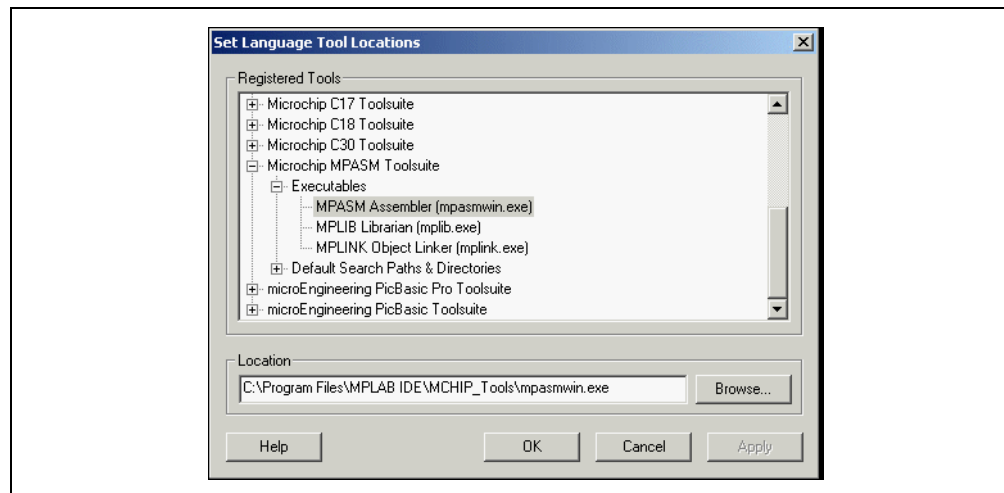 Set Language Tool Locations
Registered Tools
Microchip C17 Toolsuite
Microchip C18 Toolsuite
Microchip C30 Toolsuite
Microchip MPASM Toolsuite
Executables
MPASM Assembler (mpasmwin.exe)
MPLIB Librarian (mplib.exe)
MPLINK Object Linker (mplink.exe)
Default Search Paths & Directories
microEngineering PicBasic Pro Toolsuite
microEngineering PicBasic Toolsuite
Location
C:\Program Files\MPLAB IDE\MCHIP_Tools\mpasmwin.exe Browse...
Help OK Cancel Apply